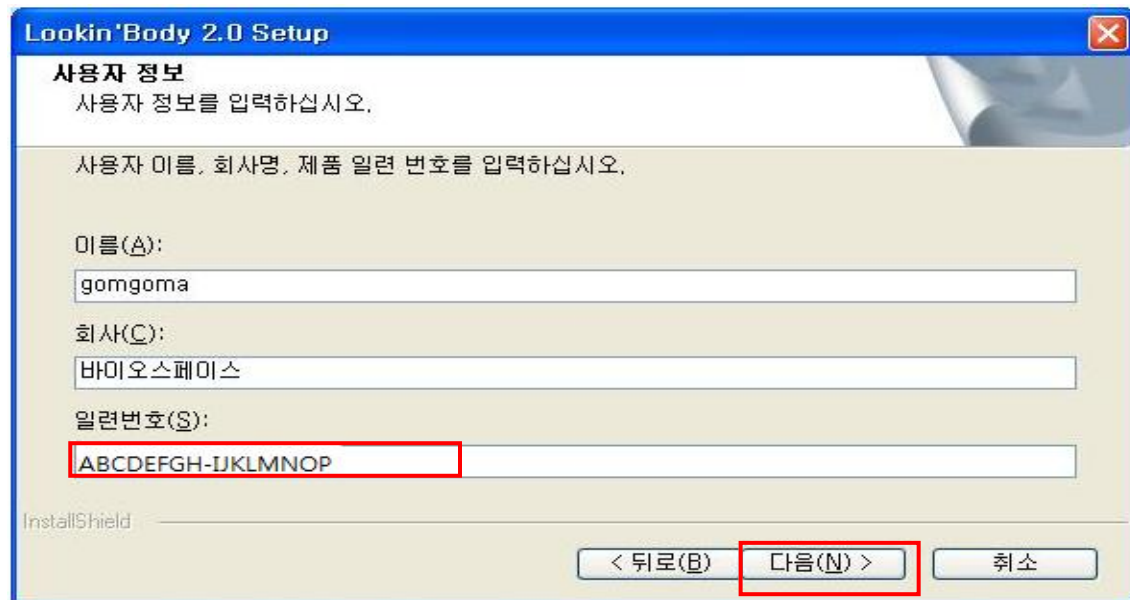 Lookin'Body 2.0 Setup
사용자 정보
사용자 정보를 입력하십시오.
사용자 이름, 회사명, 제품 일련 번호를 입력하십시오.
이름(A):
gomgoma
회사(C):
바이오스페이스
일련번호(S):
ABCDEFGH-IJKLMNOP
InstallShield
< 뒤로(B) 다음(N) > 취소